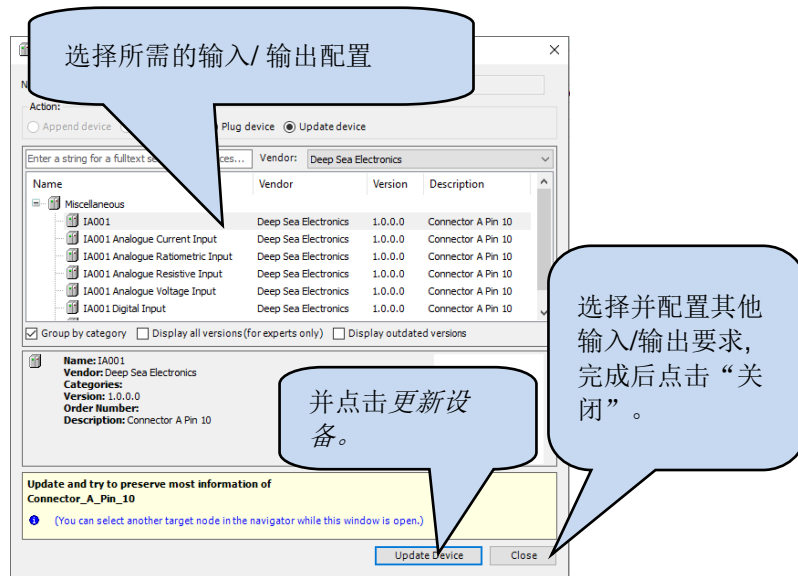 选择所需的输入/ 输出配置
N
Action:
Append device
Plug device
Update device
Enter a string for a fulltext se
ces...
Vendor:
Deep Sea Electronics
Name Vendor Version Description
Miscellaneous
IA001 Deep Sea Electronics 1.0.0.0 Connector A Pin 10
IA001 Analogue Current Input Deep Sea Electronics 1.0.0.0 Connector A Pin 10
IA001 Analogue Ratiometric Input Deep Sea Electronics 1.0.0.0 Connector A Pin 10
IA001 Analogue Resistive Input Deep Sea Electronics 1.0.0.0 Connector A Pin 10
IA001 Analogue Voltage Input Deep Sea Electronics 1.0.0.0 Connector A Pin 10
IA001 Digital Input Deep Sea Electronics 1.0.0.0 Connector A Pin 10
Group by category Display all versions (for experts only) Display outdated versions
Name: IA001
Vendor: Deep Sea Electronics
Categories:
Version: 1.0.0.0
Order Number:
Description: Connector A Pin 10
并点击更新设
备。
选择并配置其他
输入/输出要求,
完成后点击“关
闭”。
Update and try to preserve most information of
Connector_A_Pin_10
(You can select another target node in the navigator while this window is open.)
Update Device Close